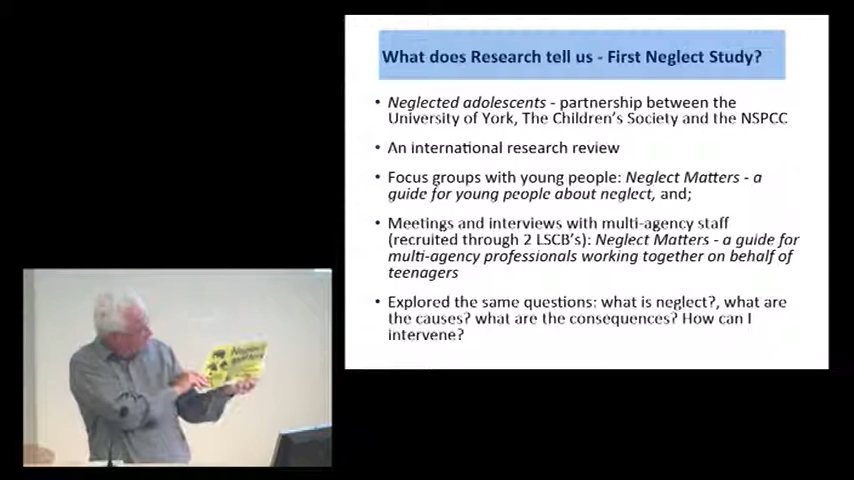 What does Research tell us - First Neglect Study?
• Neglected adolescents - partnership between the
University of York, The Children's Society and the NSPCC
• An international research review
• Focus groups with young people: Neglect Matters - a
guide for young people about neglect, and;
• Meetings and interviews with multi-agency staff
(recruited through 2 LSCB's): Neglect Matters - a guide for
multi-agency professionals working together on behalf of
teenagers
• Explored the same questions: what is neglect?, what are
the causes? what are the consequences? How can I
intervene?
Neglect
matters